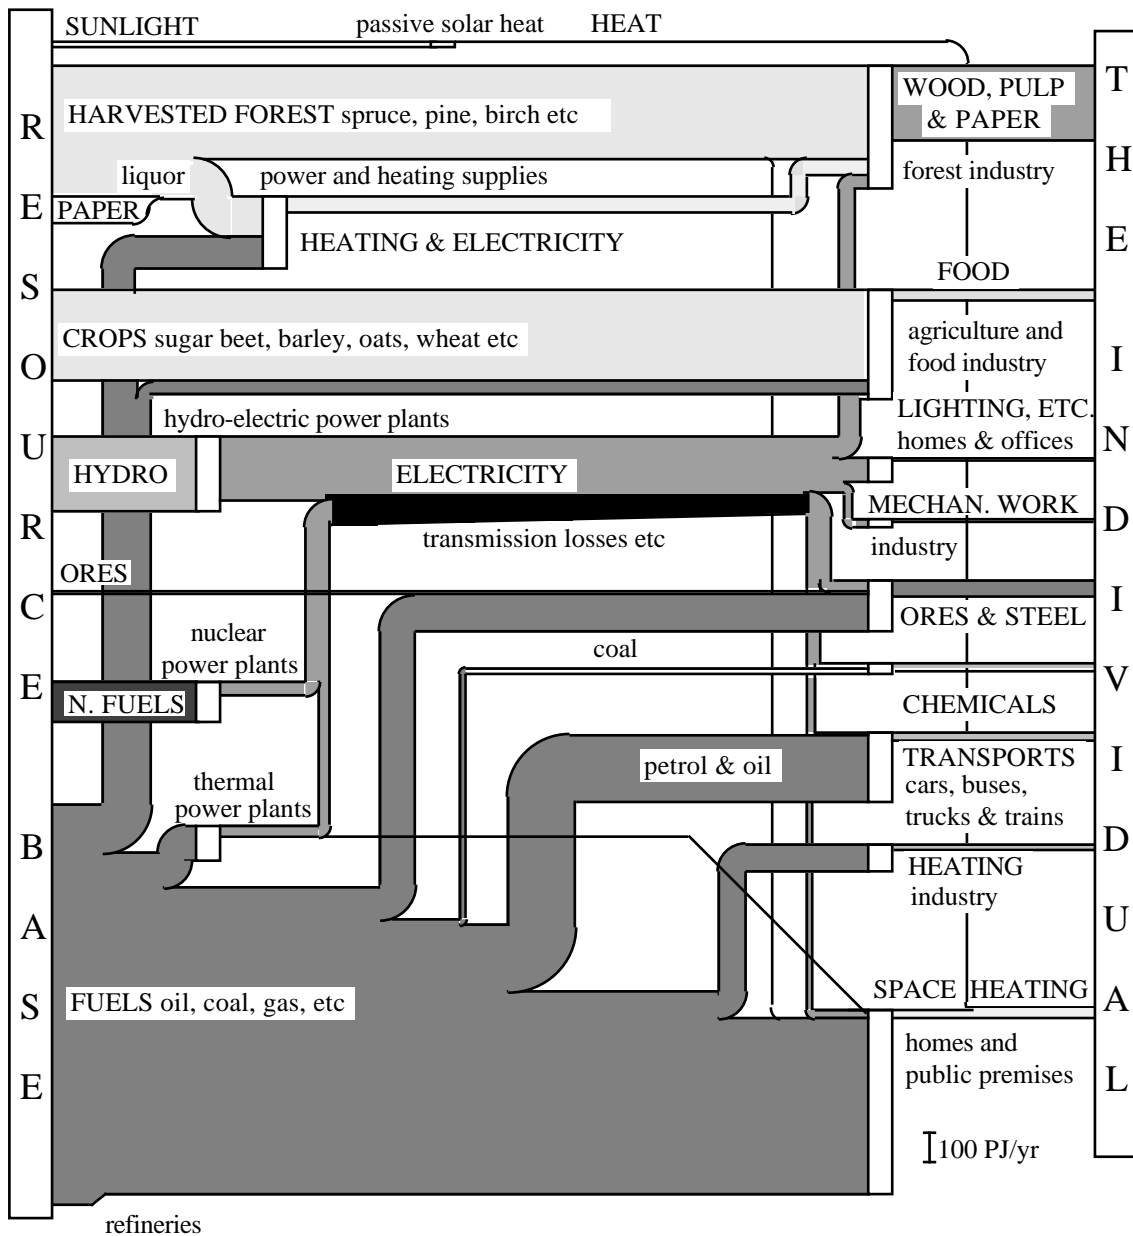 SUNLIGHT
passive solar heat
HEAT
HARVESTED FOREST spruce, pine, birch etc
WOOD, PULP
& PAPER
liquor
power and heating supplies
forest industry
PAPER
HEATING & ELECTRICITY
FOOD
CROPS sugar beet, barley, oats, wheat etc
agriculture and
food industry
hydro-electric power plants
LIGHTING, ETC.
homes & offices
HYDRO
ELECTRICITY
MECHAN. WORK
transmission losses etc
industry
ORES
ORES & STEEL
nuclear
power plants
coal
N. FUELS
CHEMICALS
thermal
power plants
petrol & oil
TRANSPORTS
cars, buses,
trucks & trains
HEATING
industry
FUELS oil, coal, gas, etc
SPACE HEATING
homes and
public premises
100 PJ/yr
refineries
RESOURCE BASE
THE INDIVIDUAL